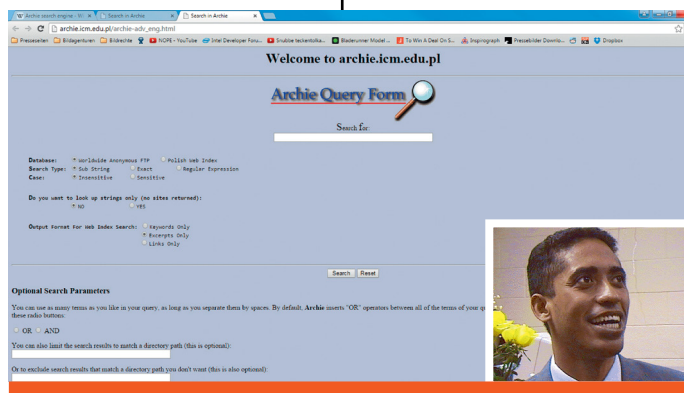 Archie search engine - Vi
Search in Archie
Search in Archie
archie.icm.edu.pl/archie-adv_eng.html
Presseseiten
Bildagenturen
Bildrechte
NOPE - YouTube
Intel Developer Foru...
Snubbe teckentolka...
Bladerunner Model ...
To Win A Deal On S...
Inspirograph
Pressebilder Downlo...
Dropbox
Welcome to archie.icm.edu.pl
Archie Query Form
Search for:
Database: Worldwide Anonymous FTP Polish Web Index
Search Type: Sub String Exact Regular Expression
Case: Insensitive Sensitive
Do you want to look up strings only (no sites returned):
NO YES
Output Format For Web Index Search: Keywords Only
Excerpts Only
Links Only
Search Reset
Optional Search Parameters
You can use as many terms as you like in your query, as long as you separate them by spaces. By default, Archie inserts "OR" operators between all of the terms of your
these radio buttons:
OR AND
You can also limit the search results to match a directory path (this is optional):
Or to exclude search results that match a directory path you don't want (this is also optional):